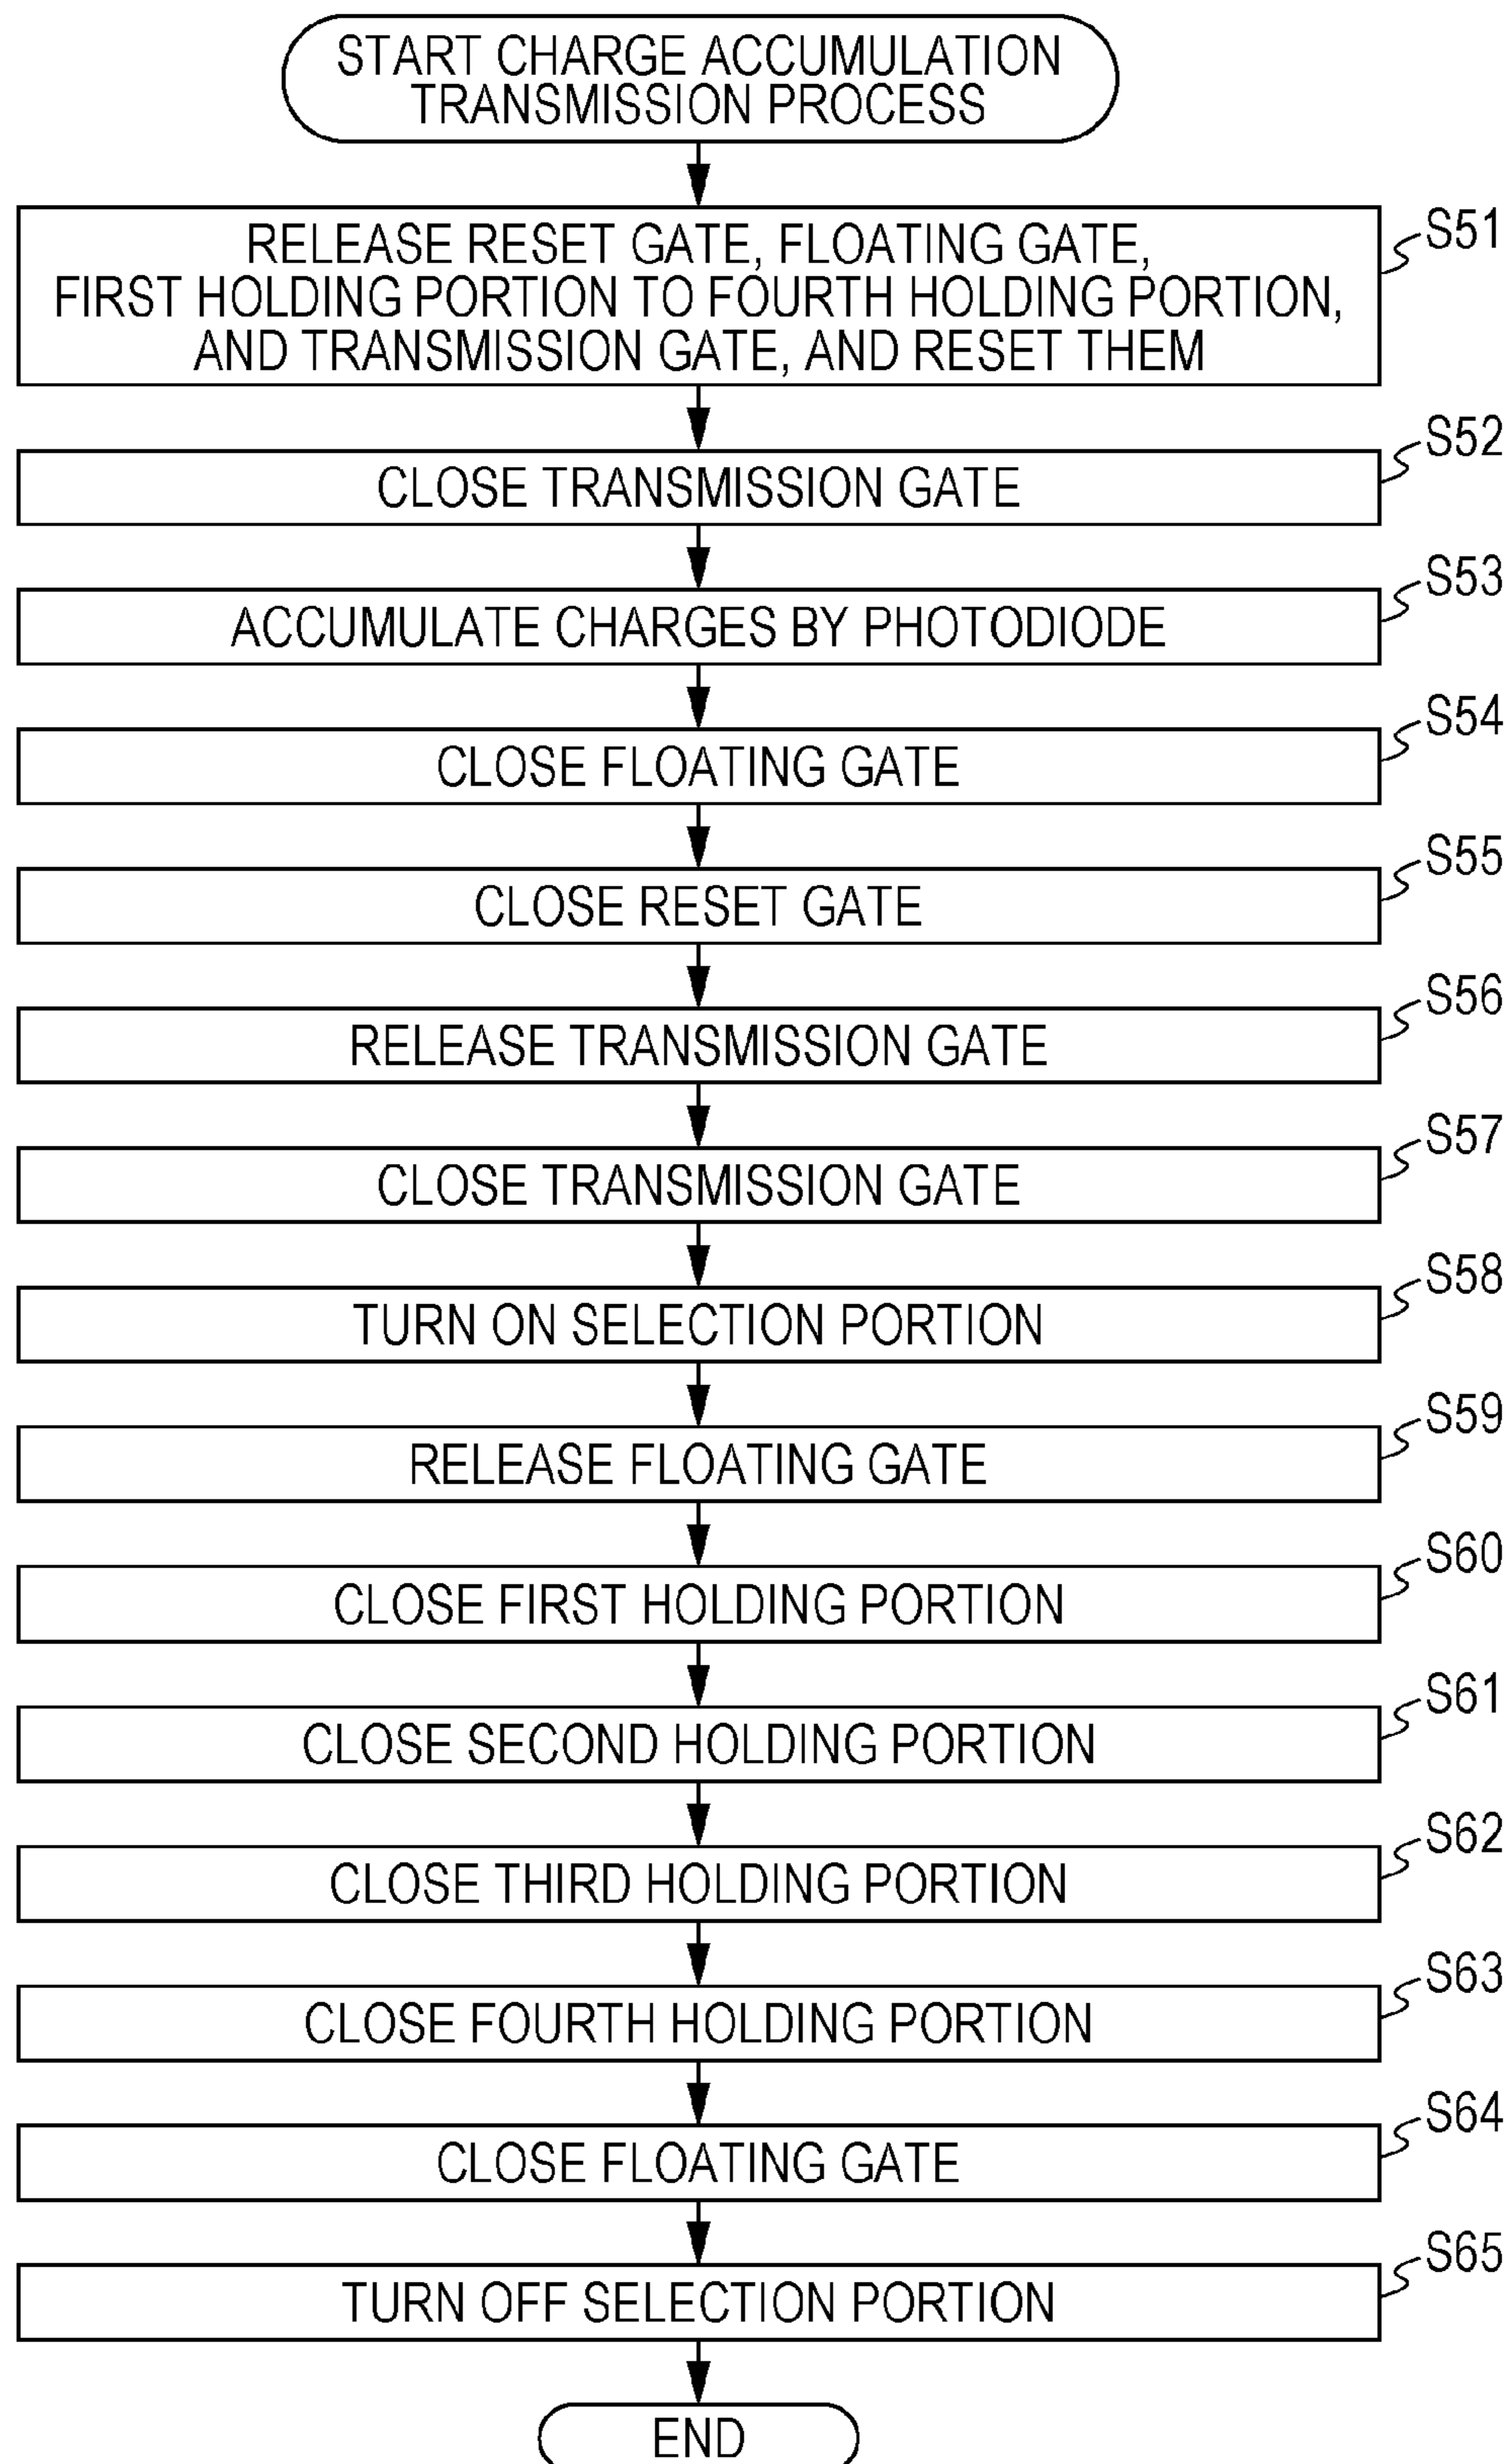 START CHARGE ACCUMULATION
TRANSMISSION PROCESS
S51
RELEASE RESET GATE, FLOATING GATE,
FIRST HOLDING PORTION TO FOURTH HOLDING PORTION,
AND TRANSMISSION GATE, AND RESET THEM
S52
CLOSE TRANSMISSION GATE
S53
ACCUMULATE CHARGES BY PHOTODIODE
S54
CLOSE FLOATING GATE
S55
CLOSE RESET GATE
S56
RELEASE TRANSMISSION GATE
S57
CLOSE TRANSMISSION GATE
S58
TURN ON SELECTION PORTION
S59
RELEASE FLOATING GATE
S60
CLOSE FIRST HOLDING PORTION
S61
CLOSE SECOND HOLDING PORTION
S62
CLOSE THIRD HOLDING PORTION
S63
CLOSE FOURTH HOLDING PORTION
S64
CLOSE FLOATING GATE
S65
TURN OFF SELECTION PORTION
END